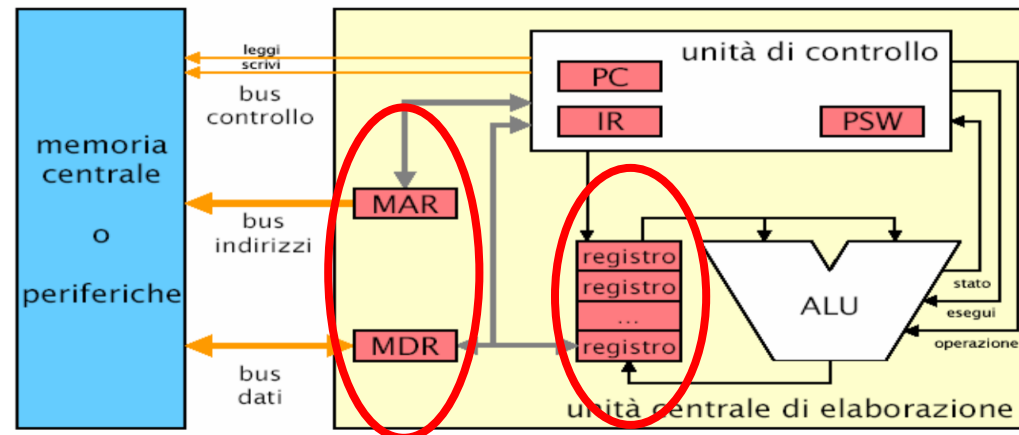 leggi
scrivi
bus
controllo
memoria
centrale
o
periferiche
bus
indirizzi
bus
dati
MAR
MDR
unità di controllo
PC
IR
PSW
registro
registro
...
registro
ALU
stato
esegui
operazione
unità centrale di elaborazione